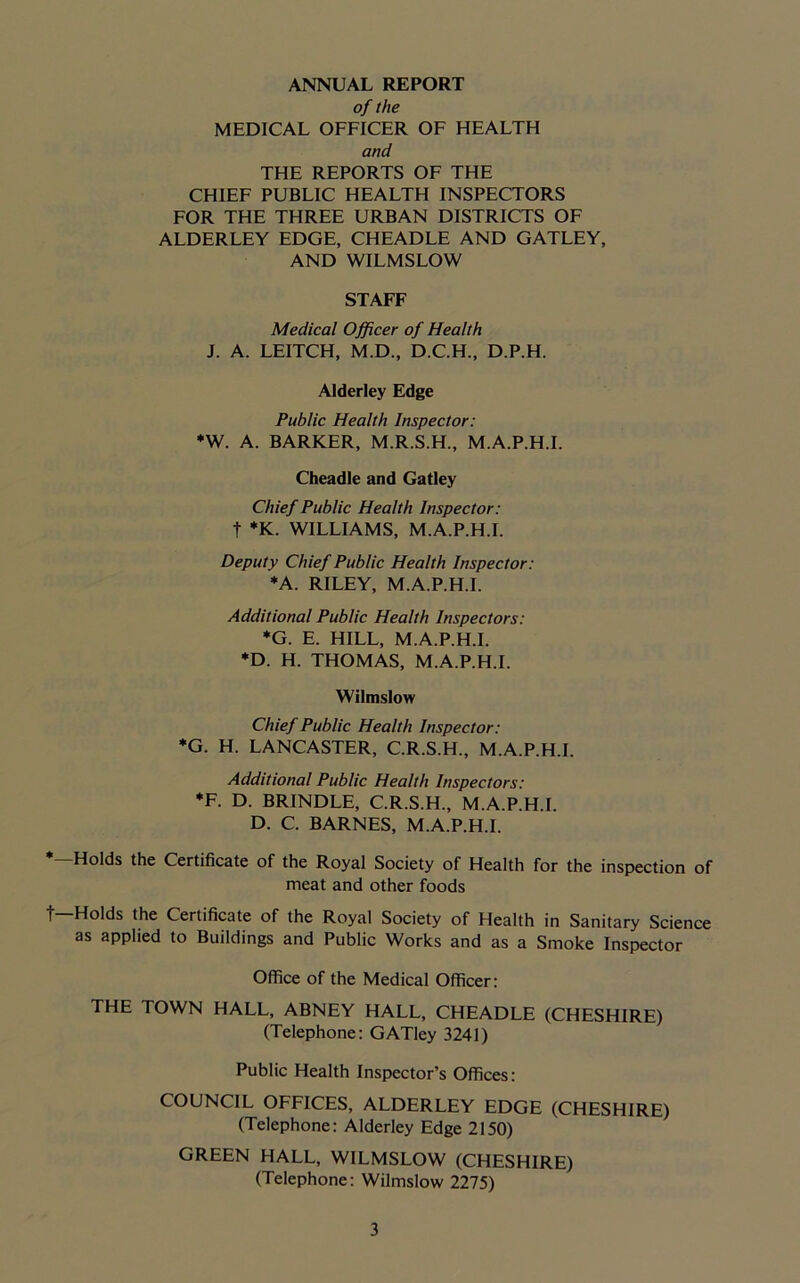 ANNUAL REPORT
of the
MEDICAL OFFICER OF HEALTH
and
THE REPORTS OF THE
CHIEF PUBLIC HEALTH INSPECTORS
FOR THE THREE URBAN DISTRICTS OF
ALDERLEY EDGE, CHEADLE AND GATLEY,
AND WILMSLOW
STAFF
Medical Officer of Health
J. A. LEITCH, M.D., D.C.H., D.P.H.
Alderley Edge
Public Health Inspector:
*W. A. BARKER, M.R.S.H., M.A.P.H.I.
Cheadle and Gatley
Chief Public Health Inspector:
† *K. WILLIAMS, M.A.P.H.I.
Deputy Chief Public Health Inspector:
*A. RILEY, M.A.P.H.I.
Additional Public Health Inspectors:
*G. E. HILL, M.A.P.H.I.
*D. H. THOMAS, M.A.P.H.I.
Wilmslow
Chief Public Health Inspector:
*G. H. LANCASTER, C.R.S.H., M.A.P.H.I.
Additional Public Health Inspectors:
*F. D. BRINDLE, C.R.S.H., M.A.P.H.I.
D. C. BARNES, M.A.P.H.I.
*—Holds the Certificate of the Royal Society of Health for the inspection of
meat and other foods
†—Holds the Certificate of the Royal Society of Health in Sanitary Science
as applied to Buildings and Public Works and as a Smoke Inspector
Office of the Medical Officer:
THE TOWN HALL, ABNEY HALL, CHEADLE (CHESHIRE)
(Telephone: GATley 3241)
Public Health Inspector's Offices:
COUNCIL OFFICES, ALDERLEY EDGE (CHESHIRE)
(Telephone: Alderley Edge 2150)
GREEN HALL, WILMSLOW (CHESHIRE)
(Telephone: Wilmslow 2275)
3